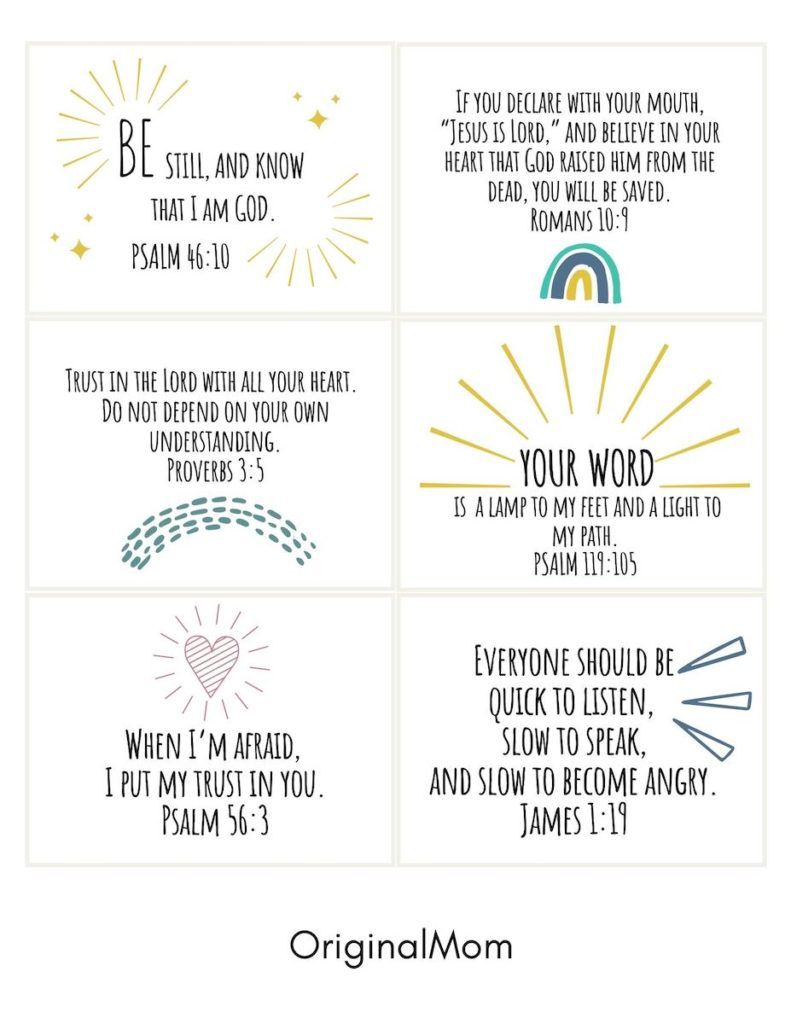 BE STILL, AND KNOW
THAT I AM GOD.
PSALM 46:10
IF YOU DECLARE WITH YOUR MOUTH,
“JESUS IS LORD,” AND BELIEVE IN YOUR
HEART THAT GOD RAISED HIM FROM THE
DEAD, YOU WILL BE SAVED.
ROMANS 10:9
TRUST IN THE LORD WITH ALL YOUR HEART.
DO NOT DEPEND ON YOUR OWN
UNDERSTANDING.
PROVERBS 3:5
YOUR WORD
IS A LAMP TO MY FEET AND A LIGHT TO
MY PATH.
PSALM 119:105
WHEN I'M AFRAID,
I PUT MY TRUST IN YOU.
PSALM 56:3
EVERYONE SHOULD BE
QUICK TO LISTEN,
SLOW TO SPEAK,
AND SLOW TO BECOME ANGRY.
JAMES 1:19
OriginalMom